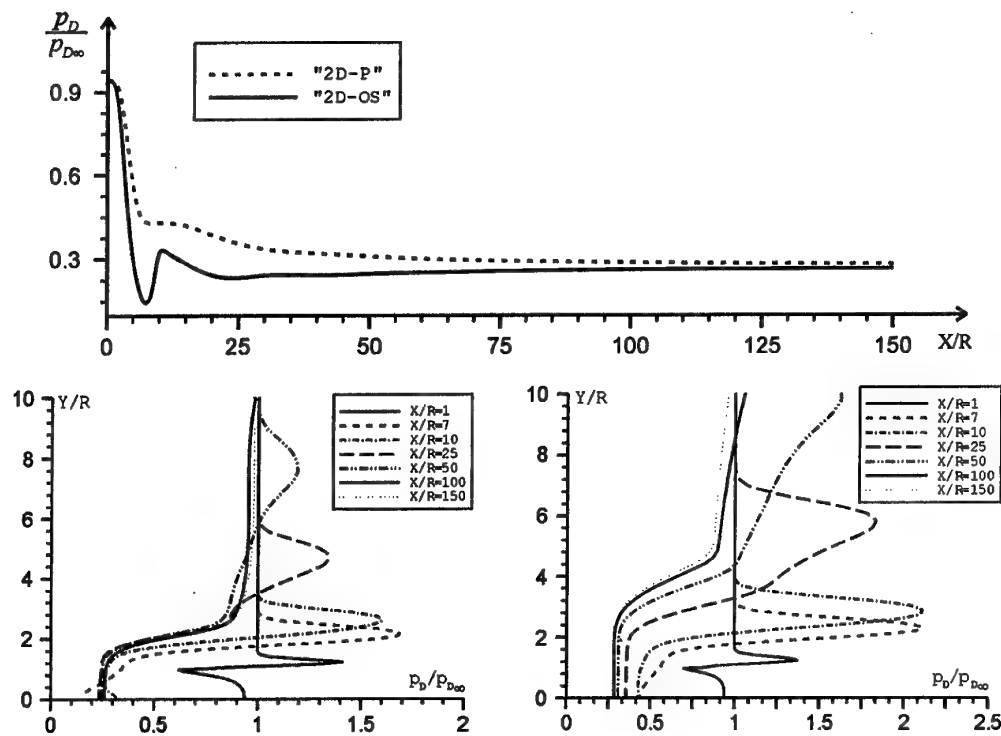 p_D
p_D∞
"2D-P"
"2D-OS"
0.9
0.6
0.3
0 25 50 75 100 125 150
X/R
10 Y/R
8
6
4
2
0
X/R=1
X/R=7
X/R=10
X/R=25
X/R=50
X/R=100
X/R=150
p_D/p_D∞
0 0.5 1 1.5 2
10 Y/R
8
6
4
2
0
X/R=1
X/R=7
X/R=10
X/R=25
X/R=50
X/R=100
X/R=150
p_D/p_D∞
0 0.5 1 1.5 2 2.5